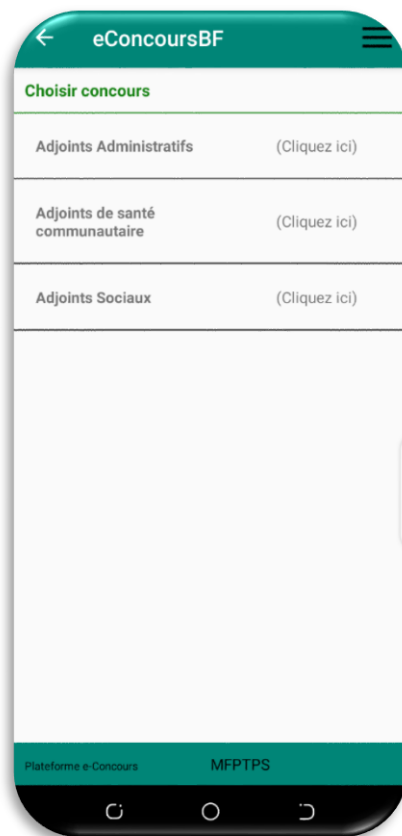 eConcoursBF
Choisir concours
Adjoints Administratifs (Cliquez ici)
Adjoints de santé
communautaire (Cliquez ici)
Adjoints Sociaux (Cliquez ici)
Plateforme e-Concours MFPTPS